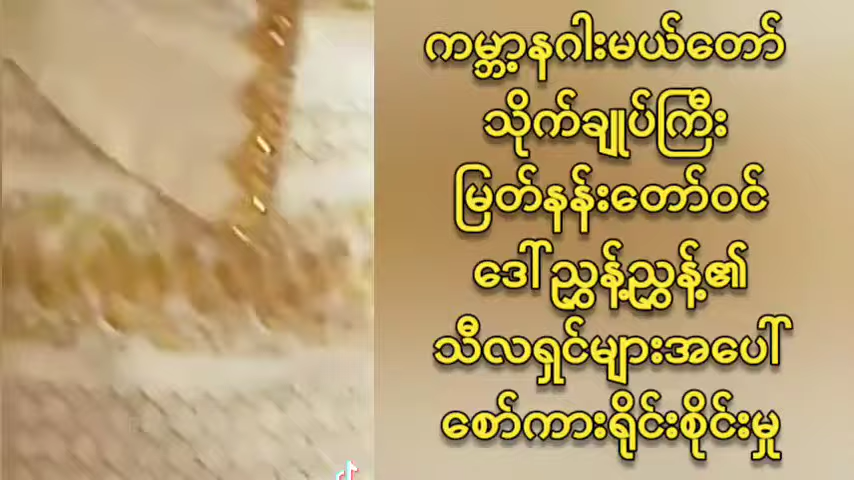 ကမ္ဘာ့နဂါးမယ်တော်
သိုက်ချုပ်ကြီး
မြတ်နန်းတော်ဝင်
ဒေါ်ညွှန့်ညွှန့်၏
သီလရှင်များအပေါ်
စော်ကားရိုင်းစိုင်းမှု